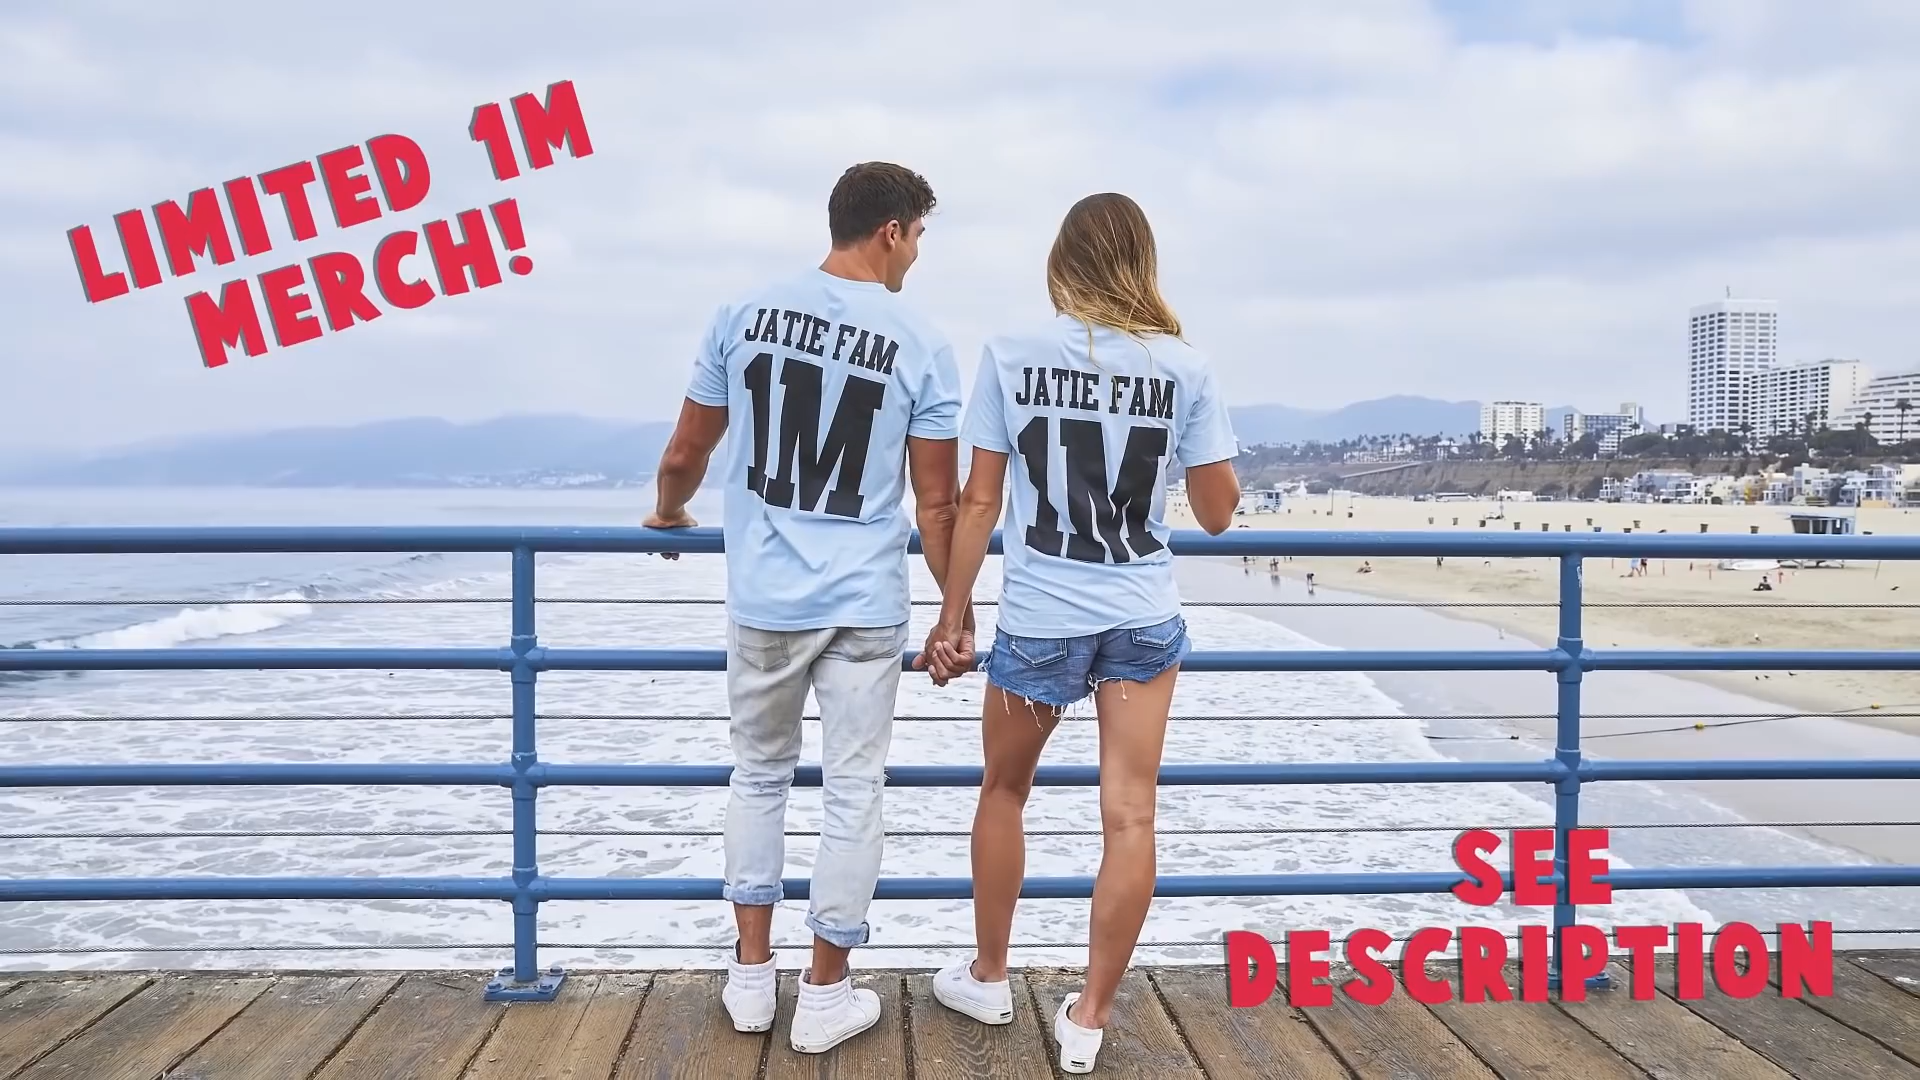 LIMITED 1M
MERCH!
JATIE FAM
1M
JATIE FAM
1M
SEE
DESCRIPTION